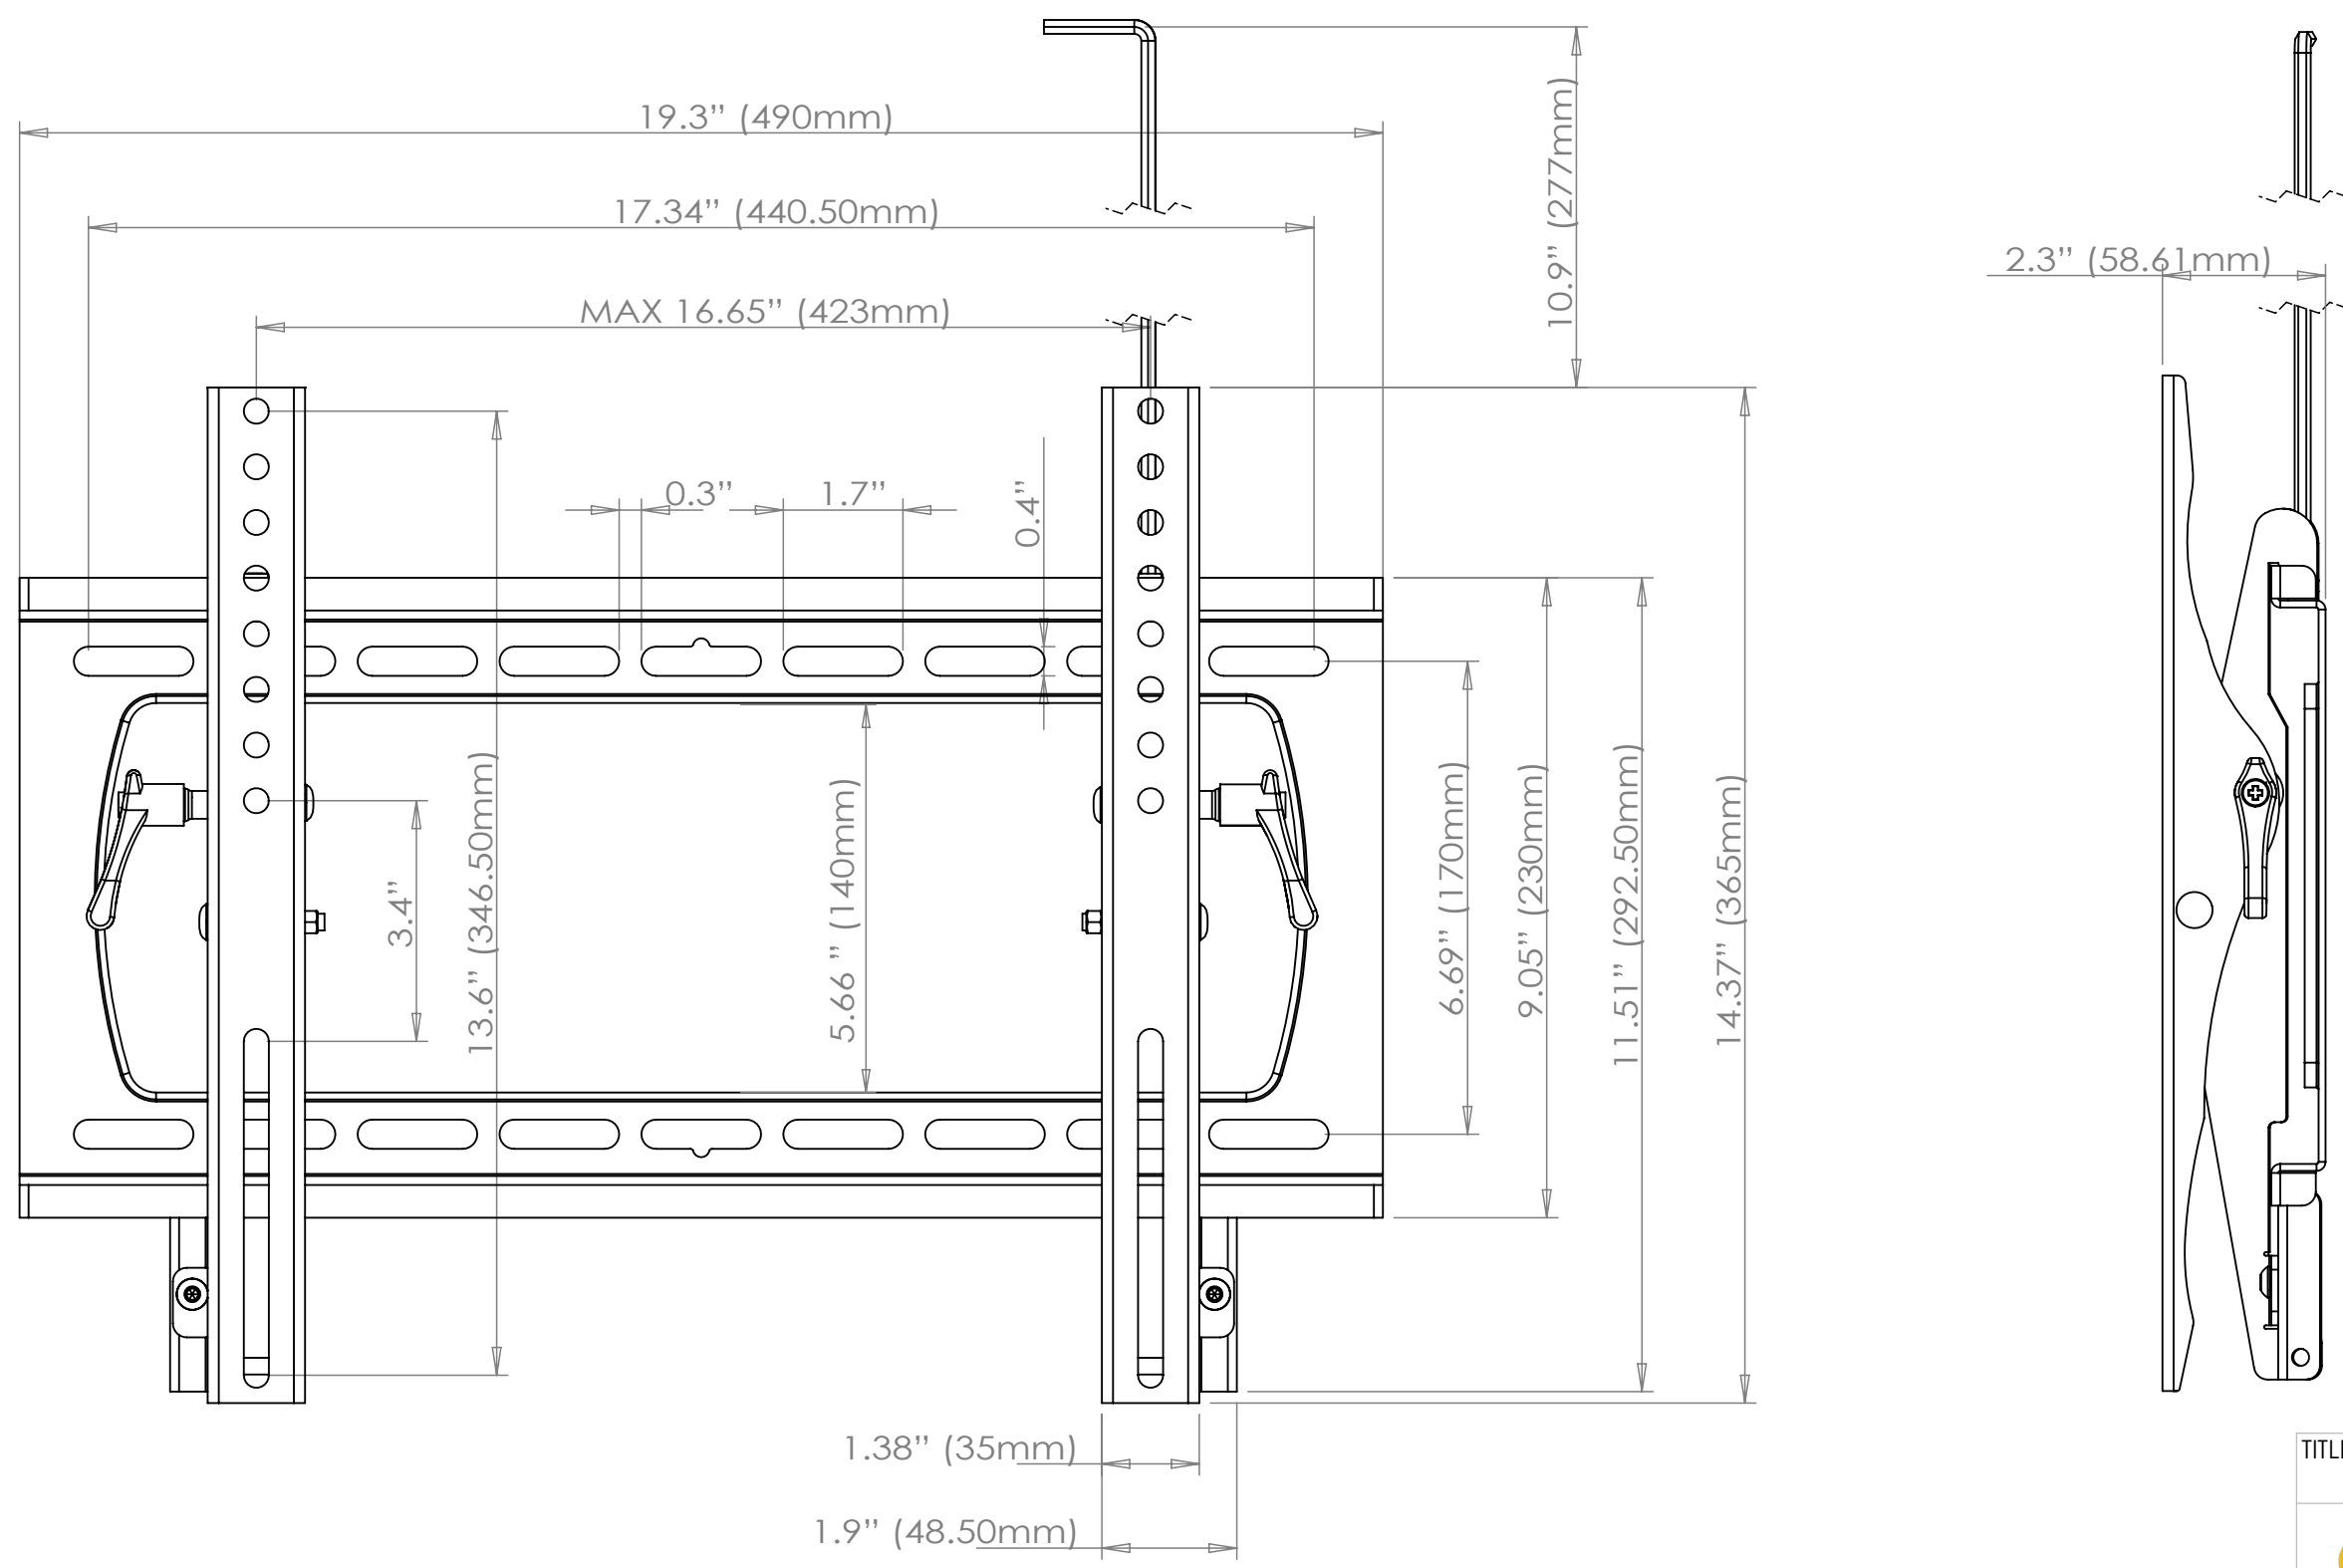 19.3” (490mm)
17.34” (440.50mm)
MAX 16.65” (423mm)
10.9” (277mm)
2.3” (58.61mm)
0.3”
1.7”
0.4”
3.4”
13.6” (346.50mm)
5.66 ” (140mm)
6.69” (170mm)
9.05” (230mm)
11.51” (292.50mm)
14.37” (365mm)
1.38” (35mm)
1.9” (48.50mm)